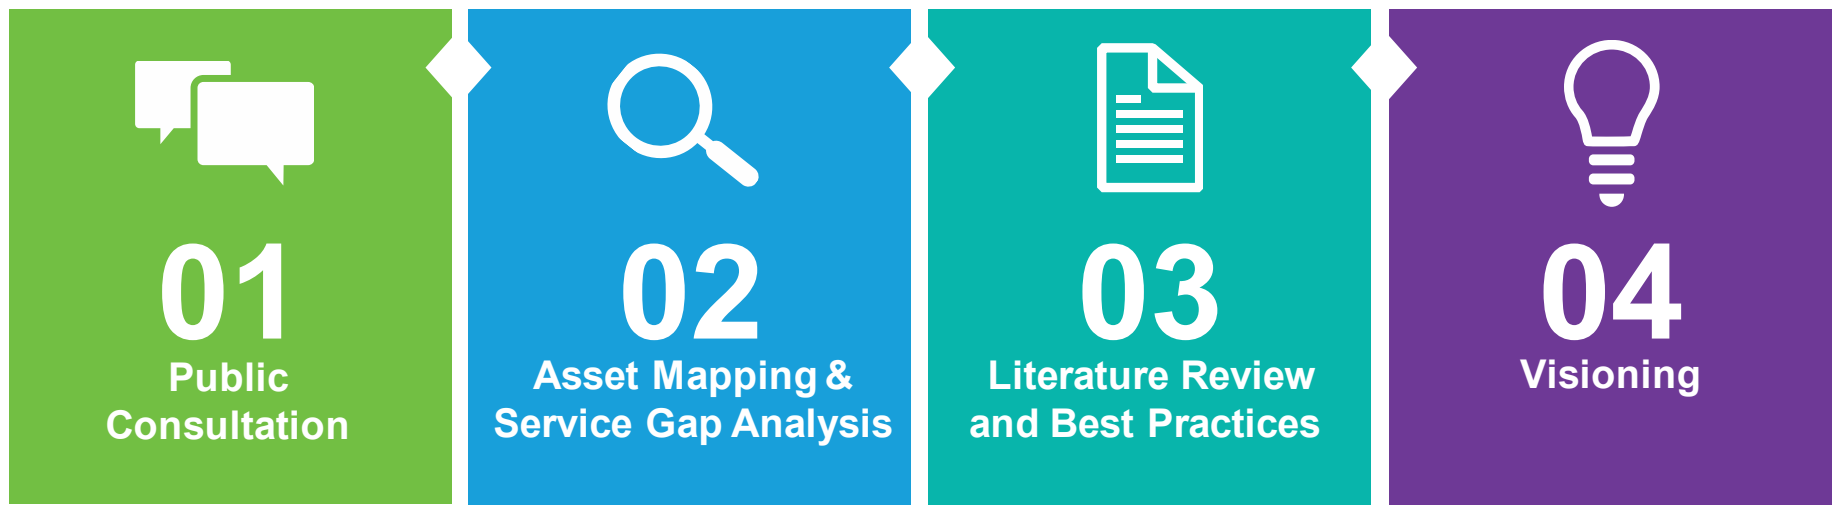 01
Public
Consultation
02
Asset Mapping &
Service Gap Analysis
03
Literature Review
and Best Practices
04
Visioning